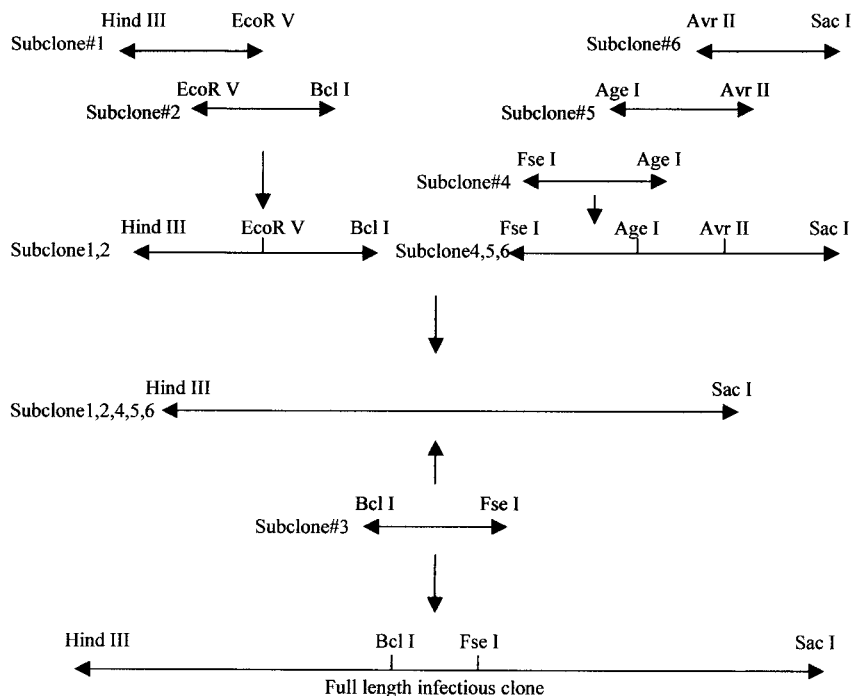 Hind III EcoR V Avr II Sac I
Subclone#1 Subclone#6
EcoR V Bcl I Age I Avr II
Subclone#2 Subclone#5
Fse I Age I
Subclone#4
Hind III EcoR V Bcl I Fse I Age I Avr II Sac I
Subclone1,2 Subclone4,5,6
Hind III Sac I
Subclone1,2,4,5,6
Bcl I Fse I
Subclone#3
Hind III Bcl I Fse I Sac I
Full length infectious clone